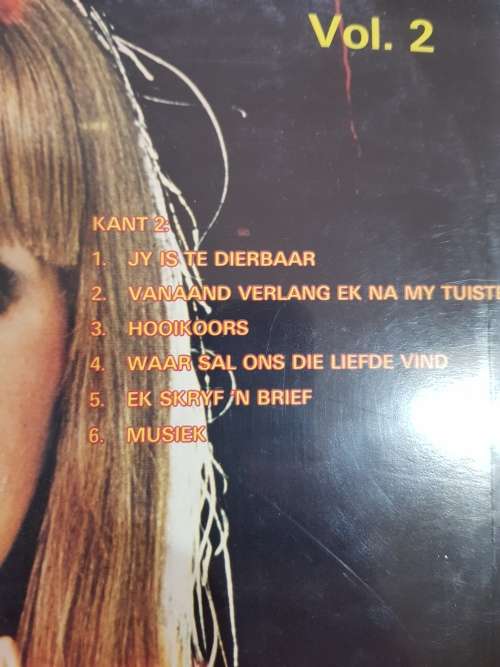 Vol. 2
KANT 2:
1. JY IS TE DIERBAAR
2. VANAAND VERLANG EK NA MY
3. HOOIKOORS
4. WAAR SAL ONS DIE LIEFDE VIND
5. EK SKRYF 'N BRIEF
6. MUSIEK